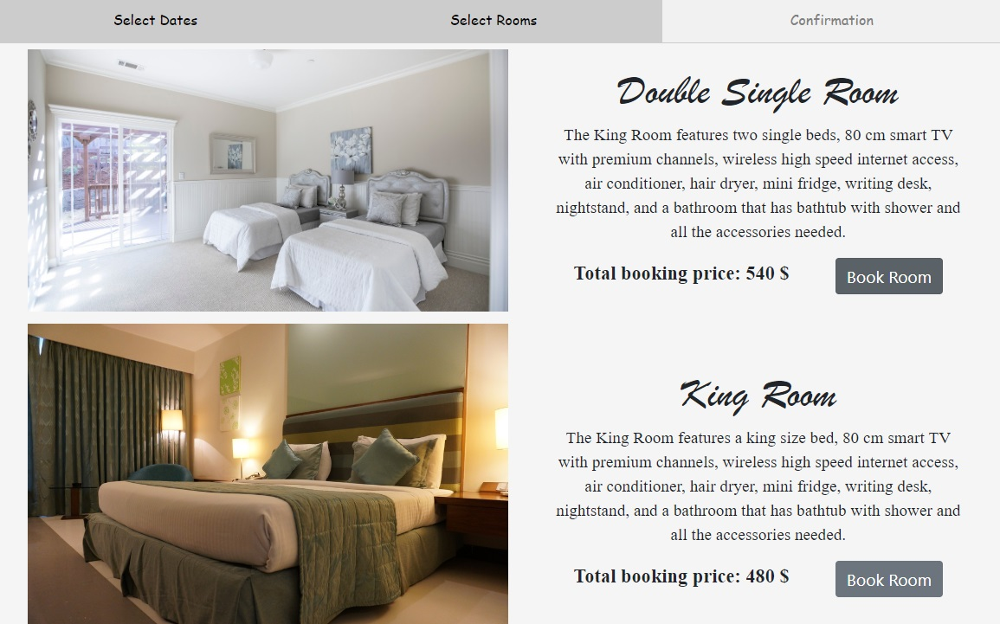 Select Dates
Select Rooms
Confirmation
Double Single Room
The King Room features two single beds, 80 cm smart TV
with premium channels, wireless high speed internet access,
air conditioner, hair dryer, mini fridge, writing desk,
nightstand, and a bathroom that has bathtub with shower and
all the accessories needed.
Total booking price: 540 $
Book Room
King Room
The King Room features a king size bed, 80 cm smart TV
with premium channels, wireless high speed internet access,
air conditioner, hair dryer, mini fridge, writing desk,
nightstand, and a bathroom that has bathtub with shower and
all the accessories needed.
Total booking price: 480 $
Book Room